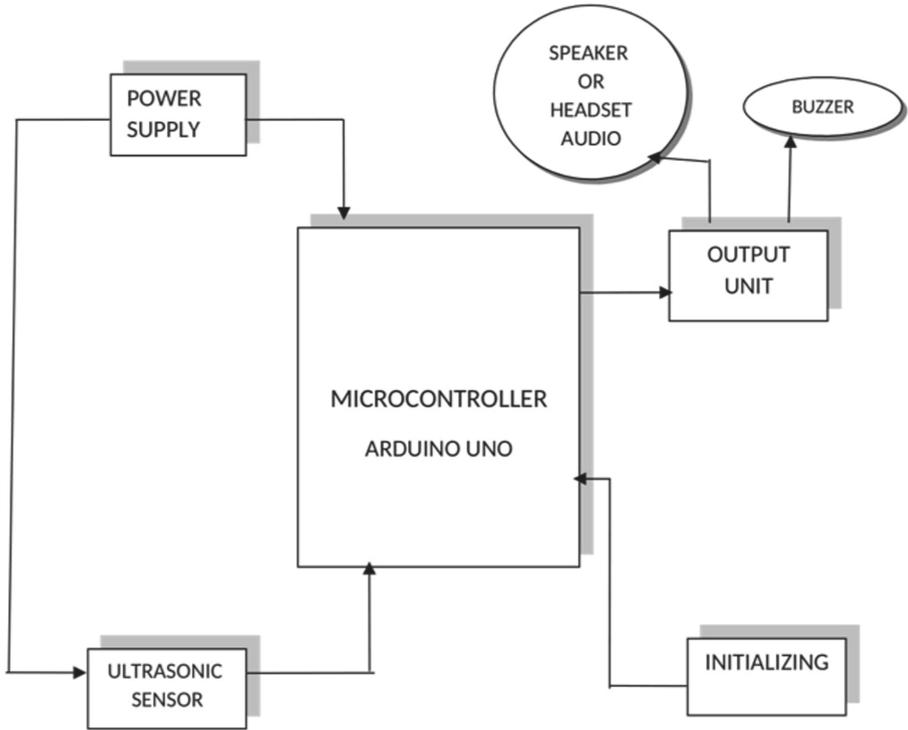 POWER
SUPPLY
SPEAKER
OR
HEADSET
AUDIO
BUZZER
OUTPUT
UNIT
MICROCONTROLLER
ARDUINO UNO
ULTRASONIC
SENSOR
INITIALIZING